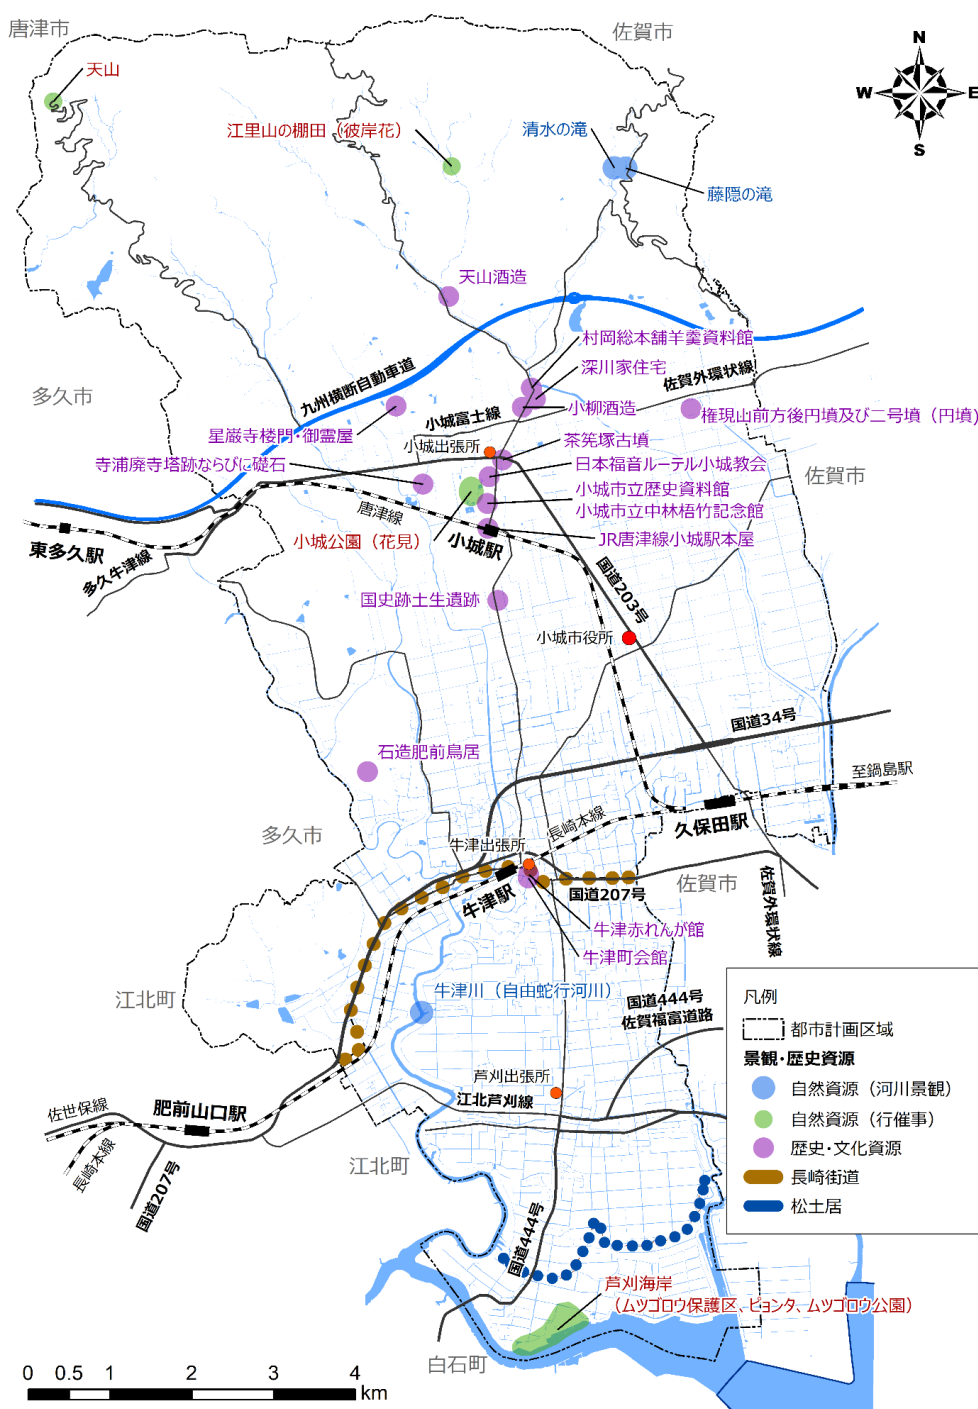 唐津市
佐賀市
N
W
E
S
天山
江里山の棚田（彼岸花）
清水の滝
藤隠の滝
天山酒造
村岡総本舗羊羹資料館
深川家住宅
佐賀外環状線
九州横断自動車道
多久市
小柳酒造
権現山前方後円墳及び二号墳（円墳）
小城富士線
星巌寺楼門・御霊屋
小城出張所
茶筅塚古墳
寺浦廃寺塔跡ならびに礎石
日本福音ルーテル小城教会
佐賀市
小城市立歴史資料館
小城市立中林梧竹記念館
唐津線
小城公園（花見）
小城駅
JR唐津線小城駅本屋
東多久駅
多久牛津線
国道203号
国史跡土生遺跡
小城市役所
国道34号
石造肥前鳥居
至鍋島駅
久保田駅
長崎本線
多久市
牛津出張所
牛津駅
国道207号
佐賀市
佐賀外環状線
牛津赤れんが館
牛津町会館
牛津川（自由蛇行河川）
江北町
国道444号
佐賀福富道路
芦刈出張所
江北芦刈線
佐世保線
肥前山口駅
長崎本線
国道207号
江北町
国道444号
芦刈海岸
（ムツゴロウ保護区、ピョンタ、ムツゴロウ公園）
白石町
凡例
都市計画区域
景観・歴史資源
自然資源（河川景観）
自然資源（行催事）
歴史・文化資源
長崎街道
松土居
0 0.5 1 2 3 4
km